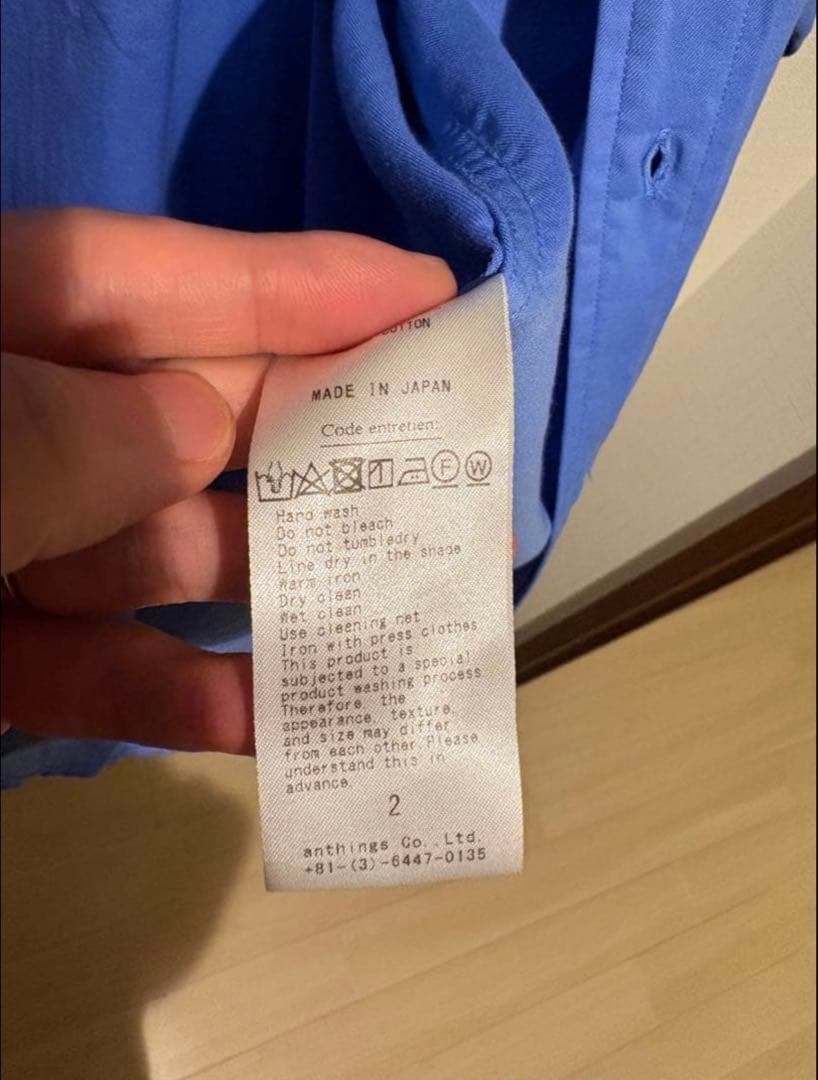 MADE IN JAPAN
Code entretien:
F W
Hand wash
Do not bleach
Do not tumbledry
Line dry in the shade
Warm iron
Dry clean
Wet clean
Use cleening net
Iron with press clothes
This product is
subjected to a special
product washing process
Therefore, the
appearance, texture,
and size may differ
from each other.Please
understand this in
advance.
2
anthings Co.,Ltd.
+81-(3)-6447-0135